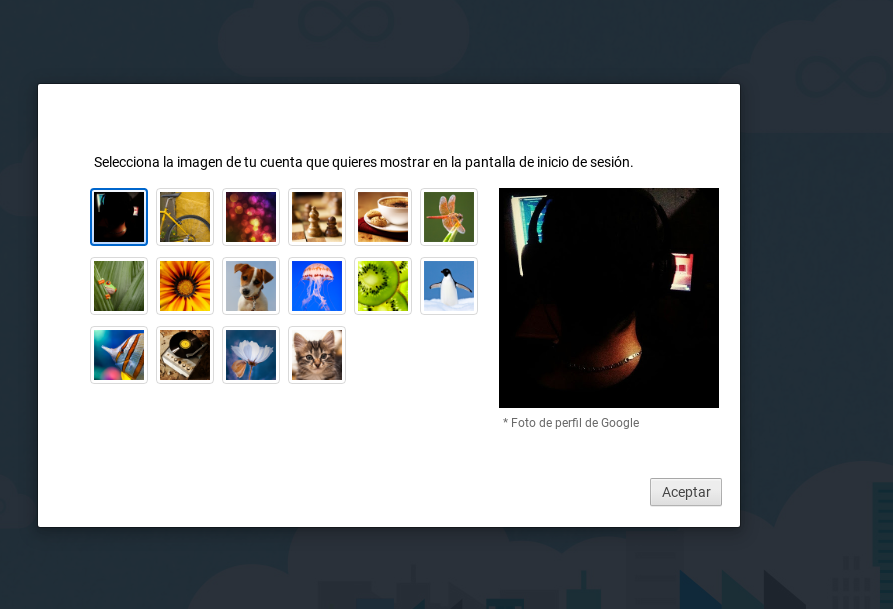 Selecciona la imagen de tu cuenta que quieres mostrar en la pantalla de inicio de sesión.
* Foto de perfil de Google
Aceptar